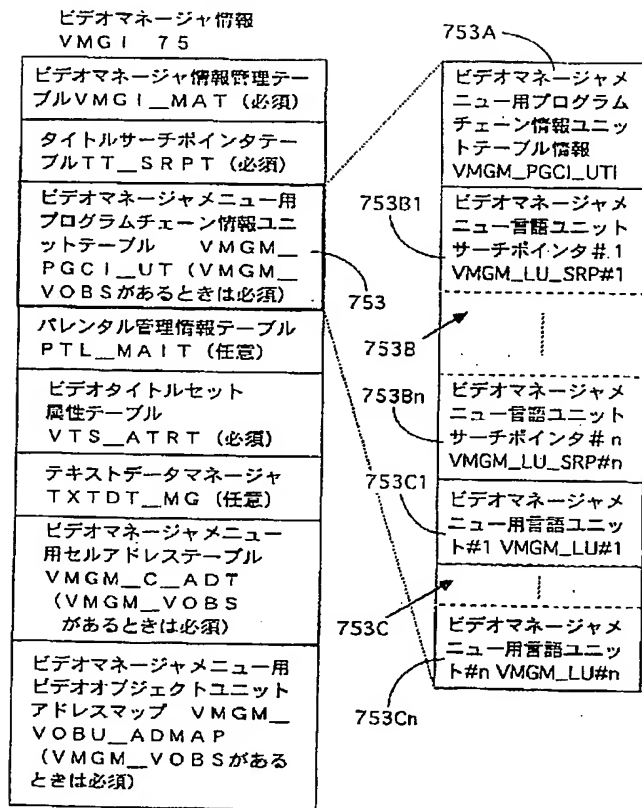 ビデオマネージャ情報
VMGI 75
ビデオマネージャ情報管理テー
ブルVMGI__MAT (必須)
タイトルサーチポインタテー
ブルTT__SRPT (必須)
ビデオマネージャメニュー用
プログラムチェーン情報ユニ
ットテーブル VMGM__
PGCI__UT (VMGM__
VOBSがあるときは必須)
パレンタル管理情報テーブル
PTL__MAIT (任意)
ビデオタイトルセット
属性テーブル
VTS__ATRT (必須)
テキストデータマネージャ
TXTDT__MG (任意)
ビデオマネージャメニュー
用セルアドレステーブル
VMGM__C__ADT
(VMGM__VOBS
があるときは必須)
ビデオマネージャメニュー用
ビデオオブジェクトユニット
アドレスマップ VMGM__
VOBU__ADMAP
(VMGM__VOBSがある
ときは必須)
753
753A
ビデオマネージャメ
ニュー用プログラム
チェーン情報ユニッ
トテーブル情報
VMGM_PGCI_UTI
753B1
ビデオマネージャメ
ニュー言語ユニット
サーチポインタ#1
VMGM_LU_SRP#1
753B
753Bn
ビデオマネージャメ
ニュー言語ユニット
サーチポインタ#n
VMGM_LU_SRP#n
753C1
ビデオマネージャメ
ニュー用言語ユニッ
ト#1 VMGM_LU#1
753C
ビデオマネージャメ
ニュー用言語ユニッ
ト#n VMGM_LU#n
753Cn